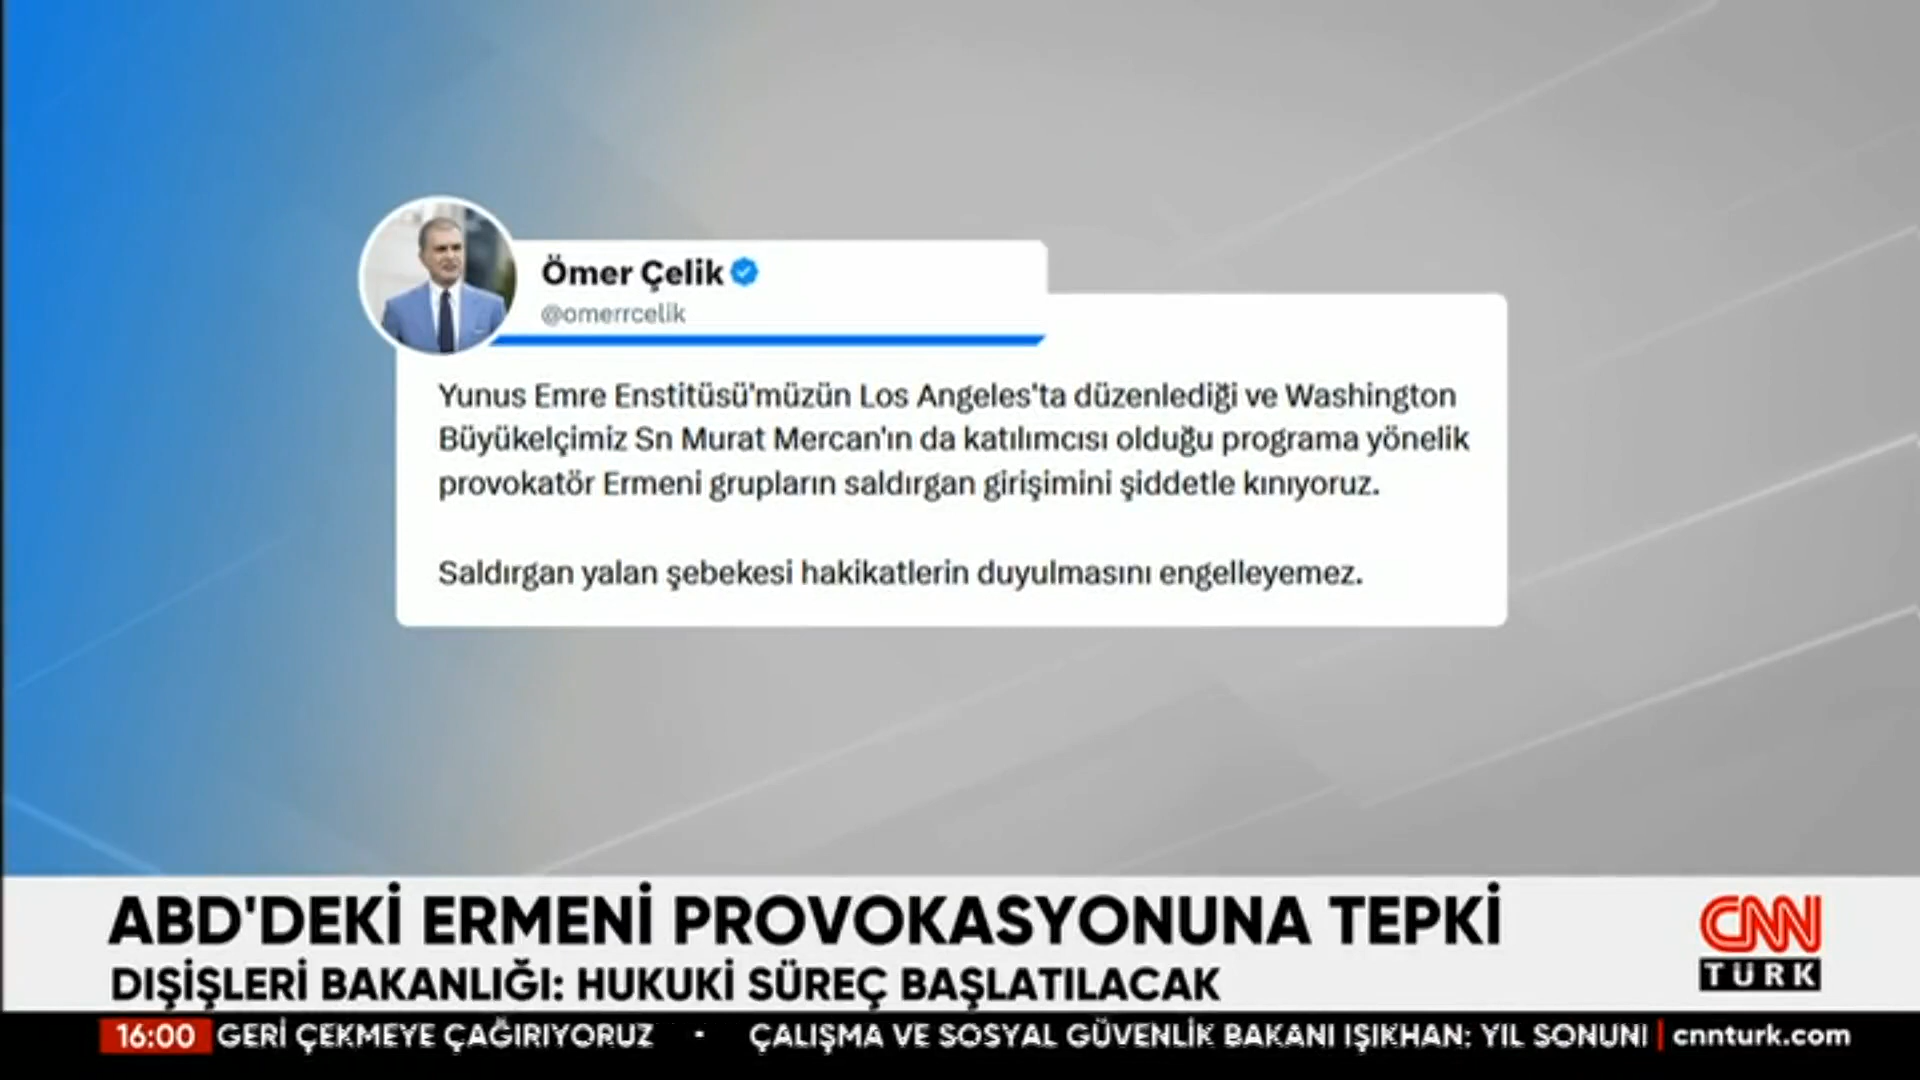 Ömer Çelik
@omerrcelik
Yunus Emre Enstitüsü'müzün Los Angeles'ta düzenlediği ve Washington
Büyükelçimiz Sn Murat Mercan'ın da katılımcısı olduğu programa yönelik
provokatör Ermeni grupların saldırgan girişimini şiddetle kınıyoruz.
Saldırgan yalan şebekesi hakikatlerin duyulmasını engelleyemez.
ABD'DEKİ ERMENİ PROVOKASYONUNA TEPKİ
DIŞİŞLERİ BAKANLIĞI: HUKUKİ SÜREÇ BAŞLATILACAK
CNN
TÜRK
16:00 GERİ ÇEKMEYE ÇAĞIRIYORUZ - ÇALIŞMA VE SOSYAL GÜVENLİK BAKANI IŞIKHAN: YIL SONUNI cnnturk.com